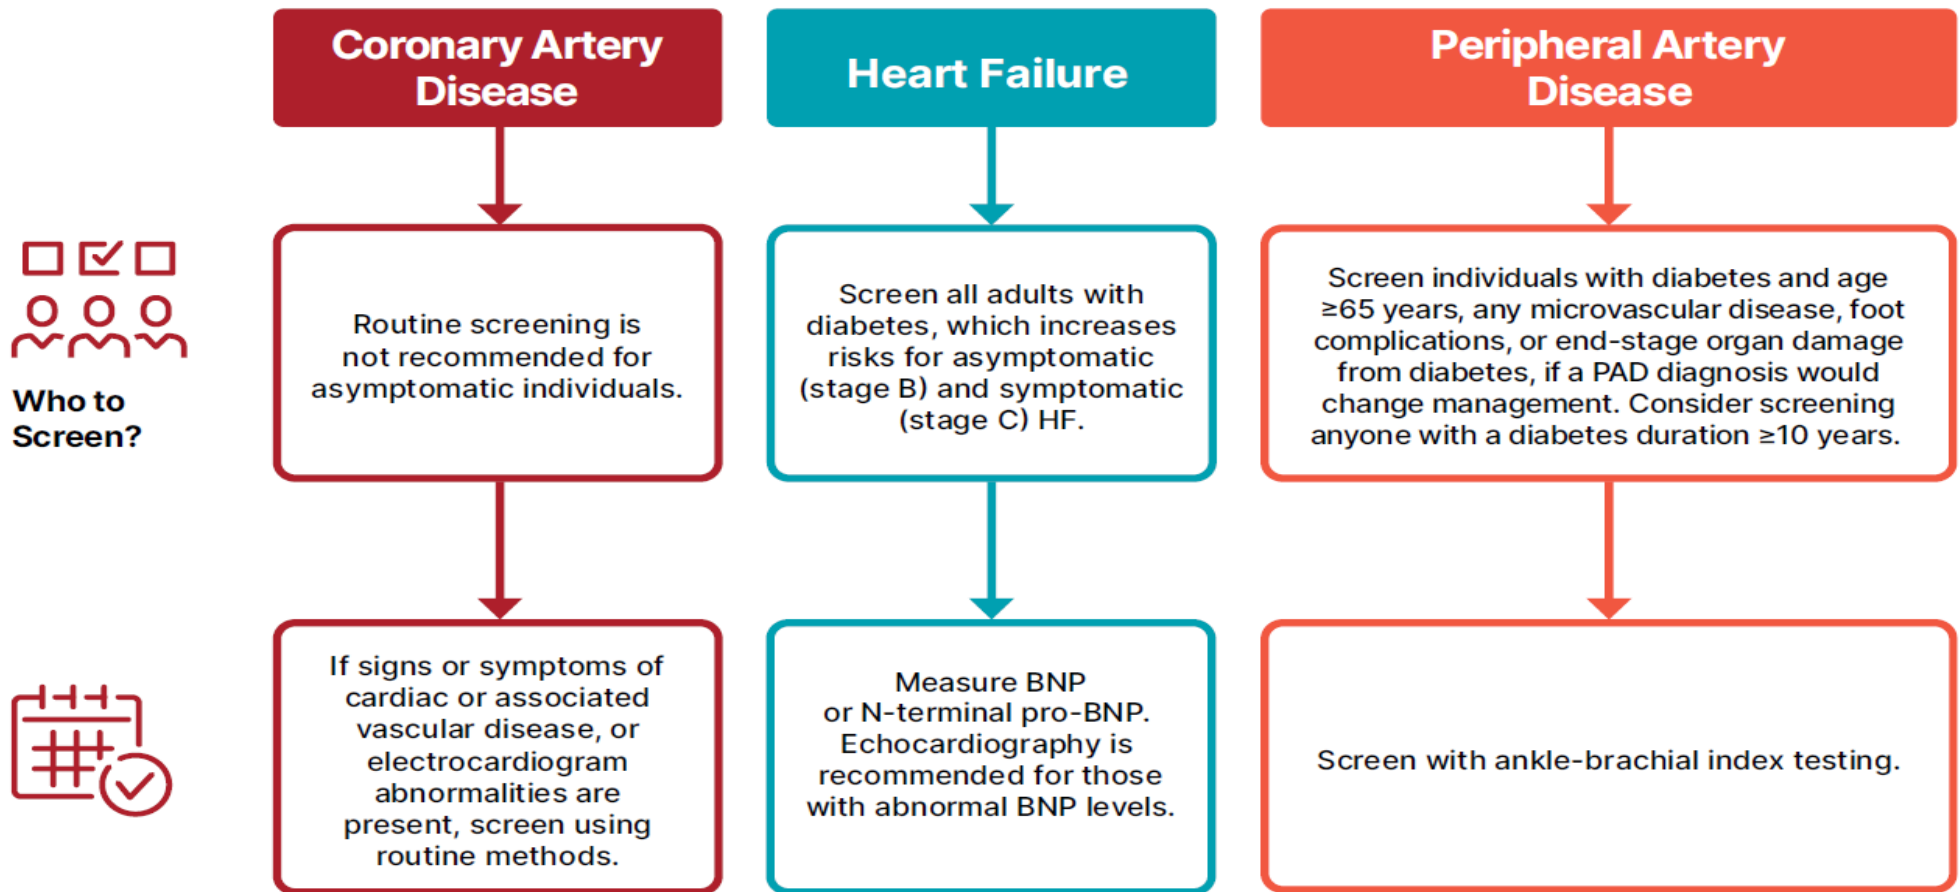 Coronary Artery
Disease
Heart Failure
Peripheral Artery
Disease
Who to
Screen?
Routine screening is
not recommended for
asymptomatic individuals.
Screen all adults with
diabetes, which increases
risks for asymptomatic
(stage B) and symptomatic
(stage C) HF.
Screen individuals with diabetes and age
≥65 years, any microvascular disease, foot
complications, or end-stage organ damage
from diabetes, if a PAD diagnosis would
change management. Consider screening
anyone with a diabetes duration ≥10 years.
If signs or symptoms of
cardiac or associated
vascular disease, or
electrocardiogram
abnormalities are
present, screen using
routine methods.
Measure BNP
or N-terminal pro-BNP.
Echocardiography is
recommended for those
with abnormal BNP levels.
Screen with ankle-brachial index testing.